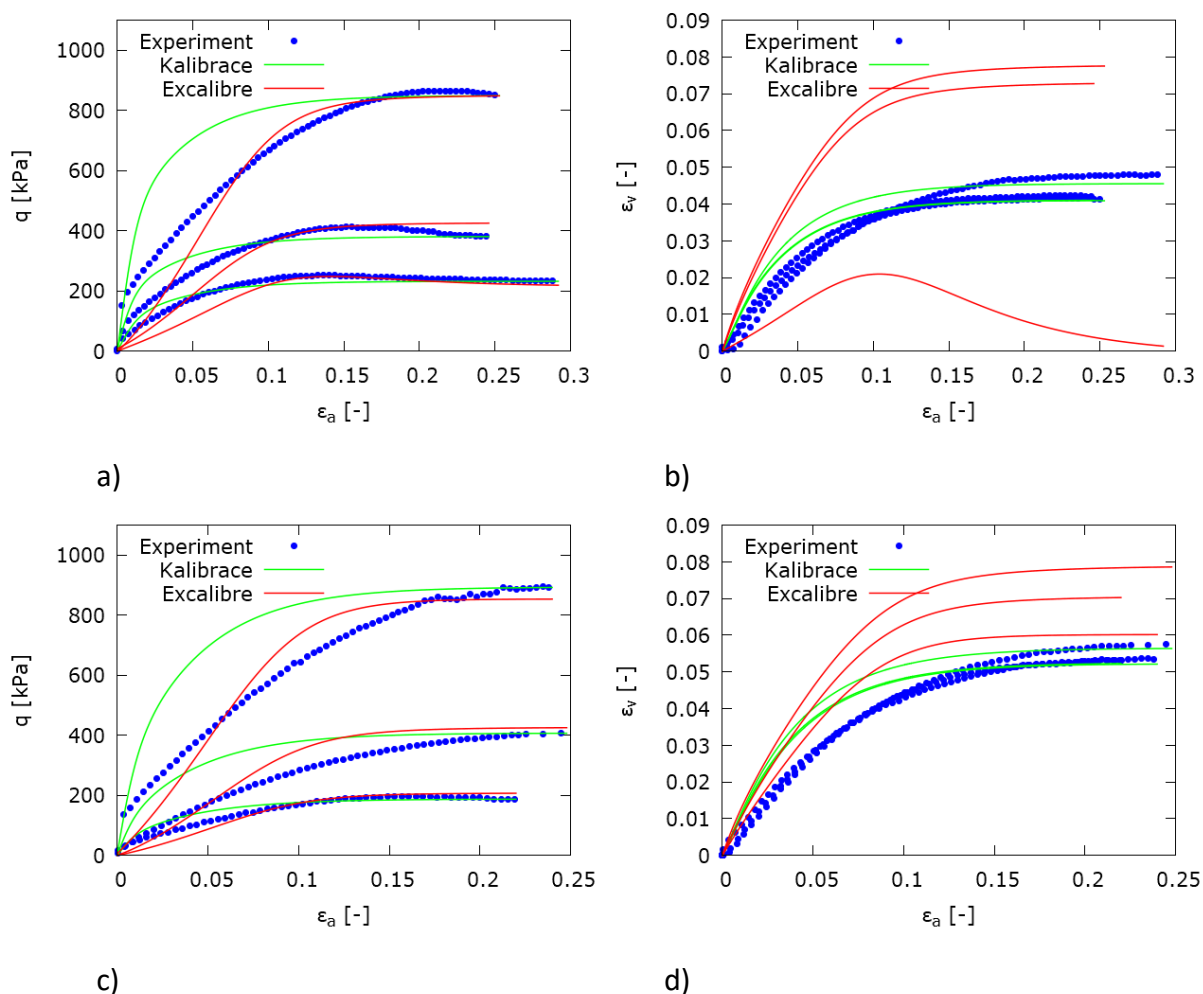 1000
800
600
400
200
0
q [kPa]
Experiment
Kalibrace
Excalibre
0 0.05 0.1 0.15 0.2 0.25 0.3
εa [-]
a)
0.09
0.08
0.07
0.06
0.05
0.04
0.03
0.02
0.01
0
εv [-]
Experiment
Kalibrace
Excalibre
0 0.05 0.1 0.15 0.2 0.25 0.3
εa [-]
b)
1000
800
600
400
200
0
q [kPa]
Experiment
Kalibrace
Excalibre
0 0.05 0.1 0.15 0.2 0.25
εa [-]
c)
0.09
0.08
0.07
0.06
0.05
0.04
0.03
0.02
0.01
0
εv [-]
Experiment
Kalibrace
Excalibre
0 0.05 0.1 0.15 0.2 0.25
εa [-]
d)